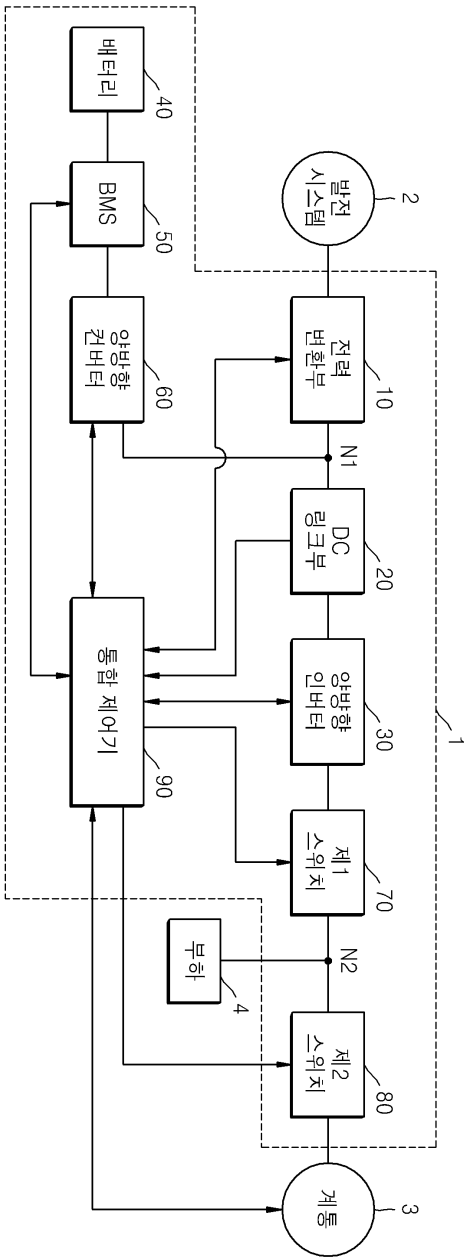 1
발전
시스템
2
전력
변환부
10
N1
DC
링크부
20
양방향
인버터
30
제1
스위치
70
N2
제2
스위치
80
계통
3
부하
4
배터리
40
BMS
50
양방향
컨버터
60
통합 제어기
90